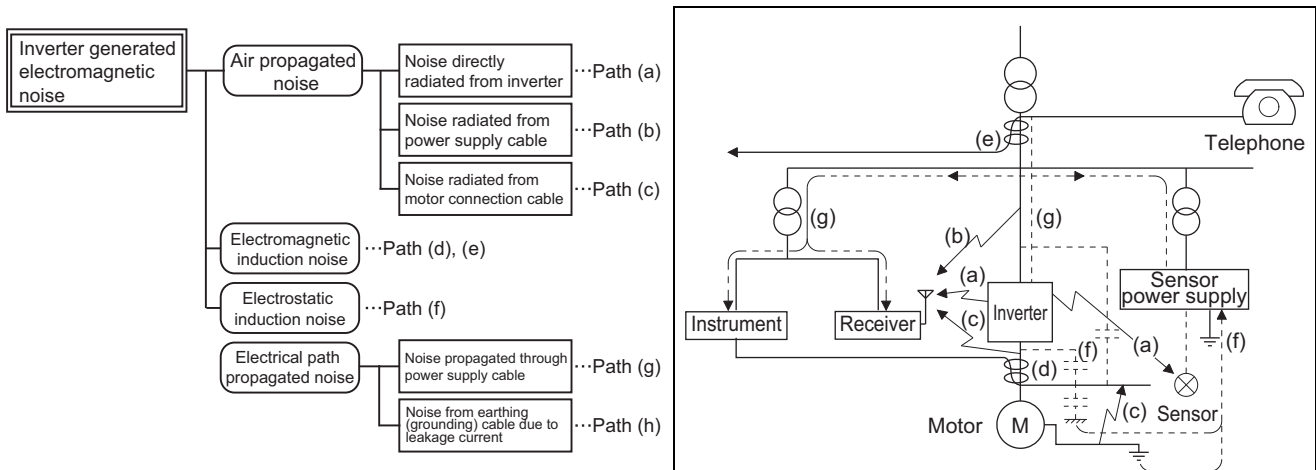 Inverter generated
electromagnetic
noise
Air propagated
noise
Noise directly
radiated from inverter
···Path (a)
Noise radiated from
power supply cable
···Path (b)
Noise radiated from
motor connection cable
···Path (c)
Electromagnetic
induction noise
···Path (d), (e)
Electrostatic
induction noise
···Path (f)
Electrical path
propagated noise
Noise propagated through
power supply cable
···Path (g)
Noise from earthing
(grounding) cable due to
leakage current
···Path (h)
Telephone
(e)
(g)
(g)
(b)
(a)
Sensor
power supply
Instrument
Receiver
Inverter
(c)
(f)
(a)
(f)
(d)
(c)
Sensor
Motor
M